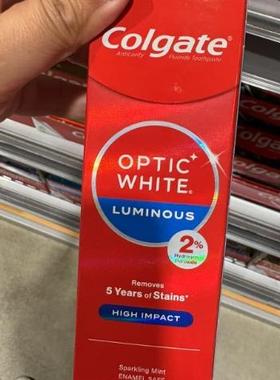 Colgate®
Anticavity Fluoride Toothpaste
OPTIC
WHITE®
LUMINOUS
2%
Hydrogen
Peroxide
Removes
5 Years of Stains*
HIGH IMPACT
Sparkling Mint
ENAMEL SAFE